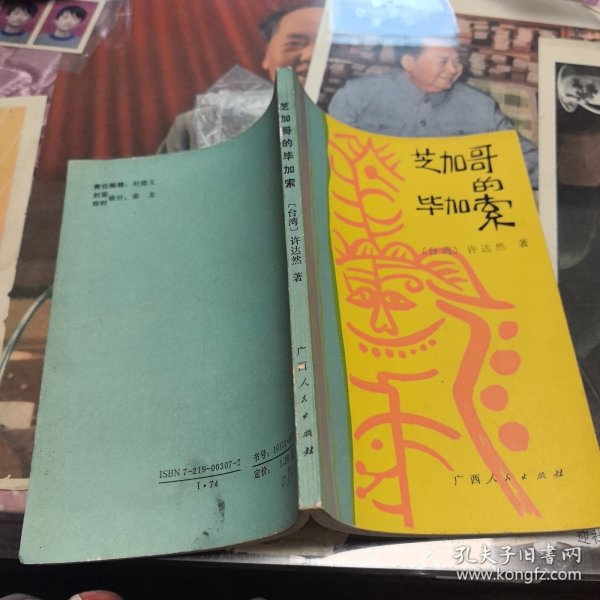 芝加哥
的
毕加索
〔台湾〕许达然 著
广西人民出版社
芝加哥的毕加索
〔台湾〕许达然 著
广西人民出版社
责任编辑：杜俊文
封面
设计：
ISBN 7-219-00307-2
I·74
书号：
定价：
孔夫子旧书网
www.kongfz.com